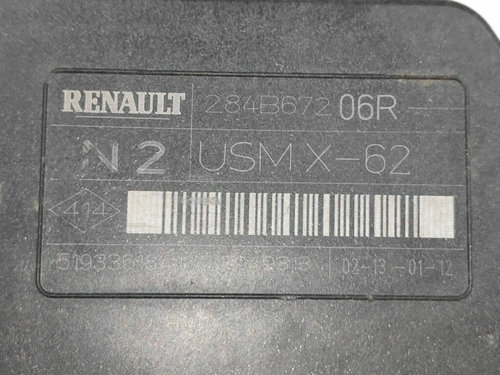 RENAULT 284B672 06R
N2 USM X-62
414
02-13-01-12